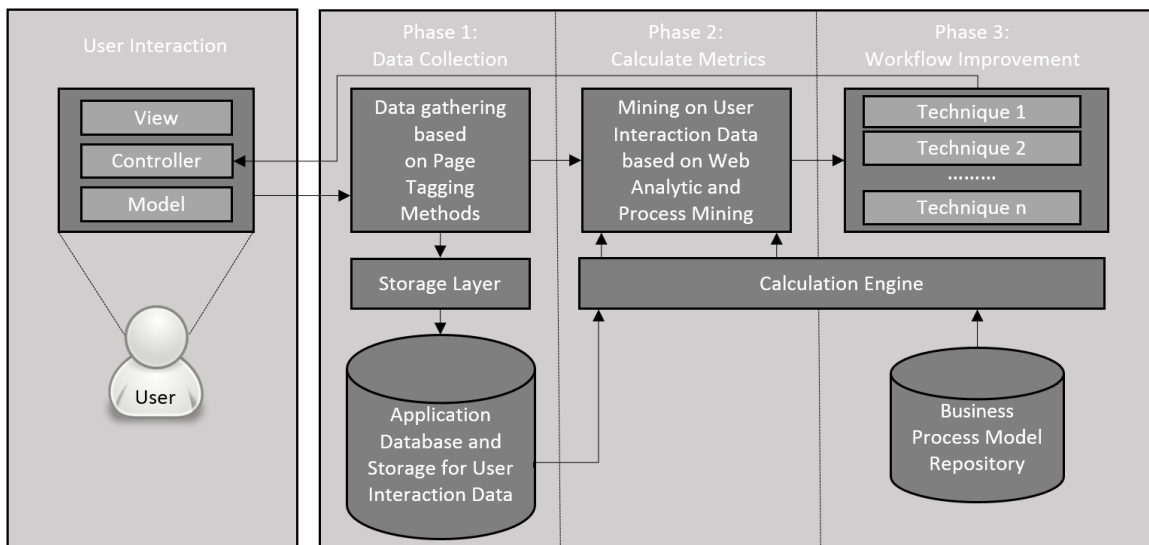 User Interaction
View
Controller
Model
User
Phase 1:
Data Collection
Data gathering
based
on Page
Tagging
Methods
Storage Layer
Application
Database and
Storage for User
Interaction Data
Phase 2:
Calculate Metrics
Mining on User
Interaction Data
based on Web
Analytic and
Process Mining
Calculation Engine
Phase 3:
Workflow Improvement
Technique 1
Technique 2
.........
Technique n
Business
Process Model
Repository